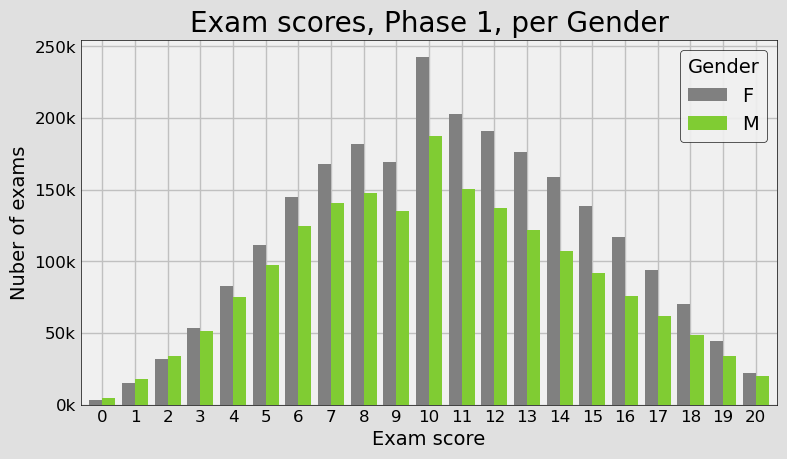 Exam scores, Phase 1, per Gender
250k
200k
150k
100k
50k
0k
Nuber of exams
Gender
F
M
0 1 2 3 4 5 6 7 8 9 10 11 12 13 14 15 16 17 18 19 20
Exam score